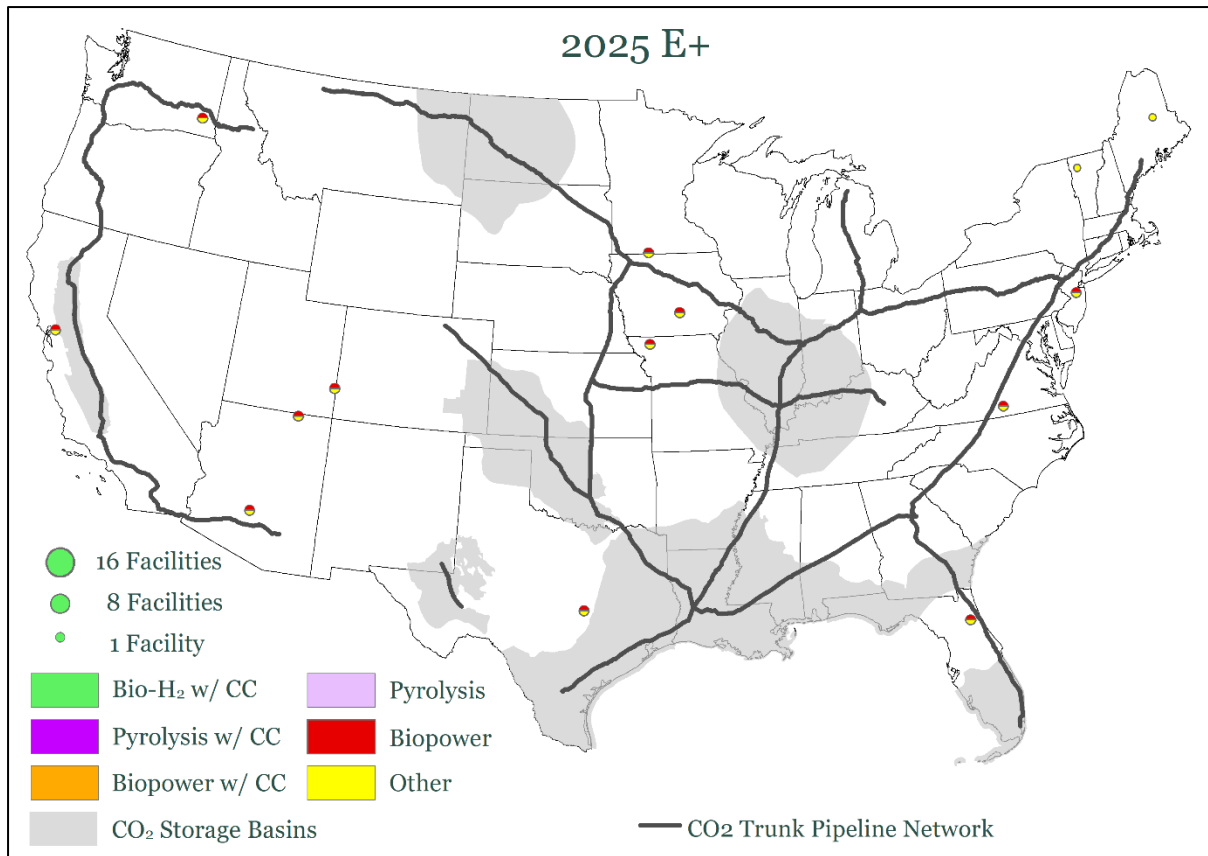 2025 E+
16 Facilities
8 Facilities
1 Facility
Bio-H₂ w/ CC
Pyrolysis
Pyrolysis w/ CC
Biopower
Biopower w/ CC
Other
CO₂ Storage Basins
CO2 Trunk Pipeline Network